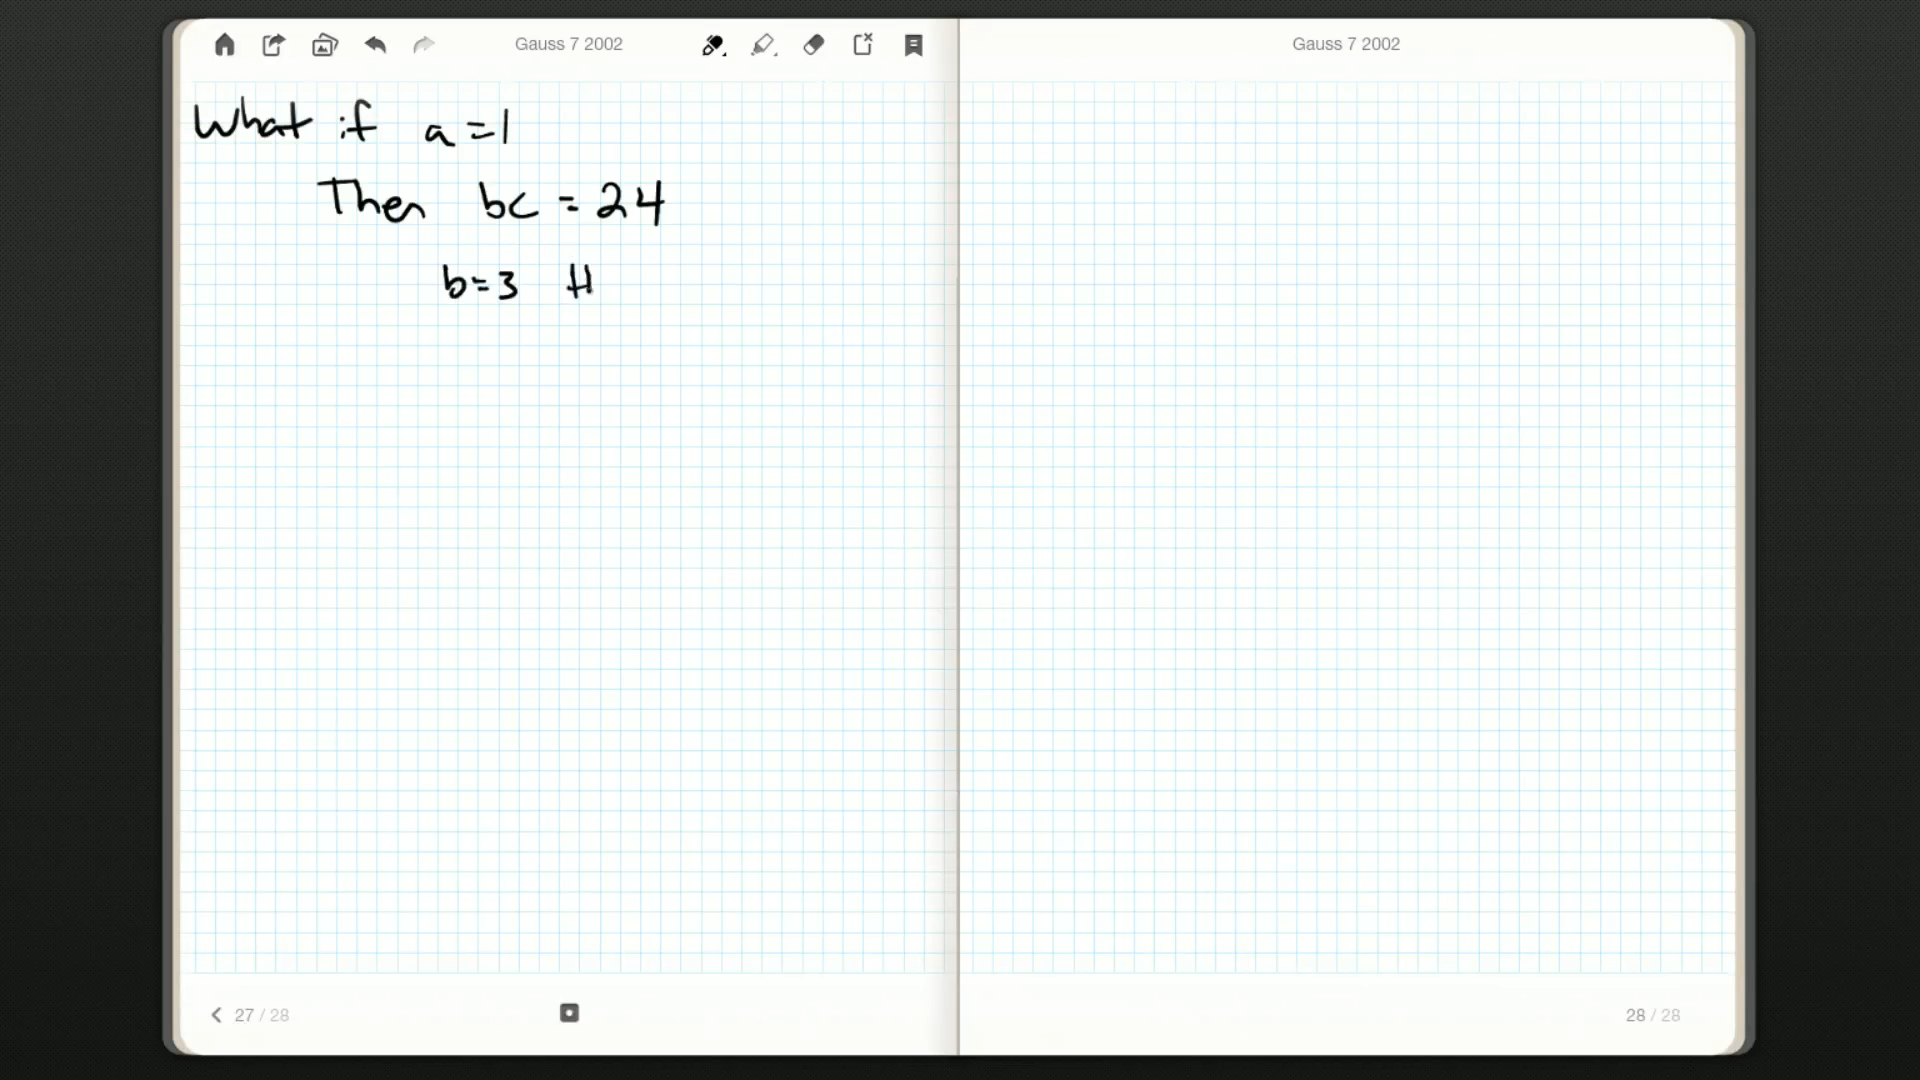 Gauss 7 2002
What if a=1
Then bc = 24
b=3 H
27 / 28
Gauss 7 2002
28 / 28